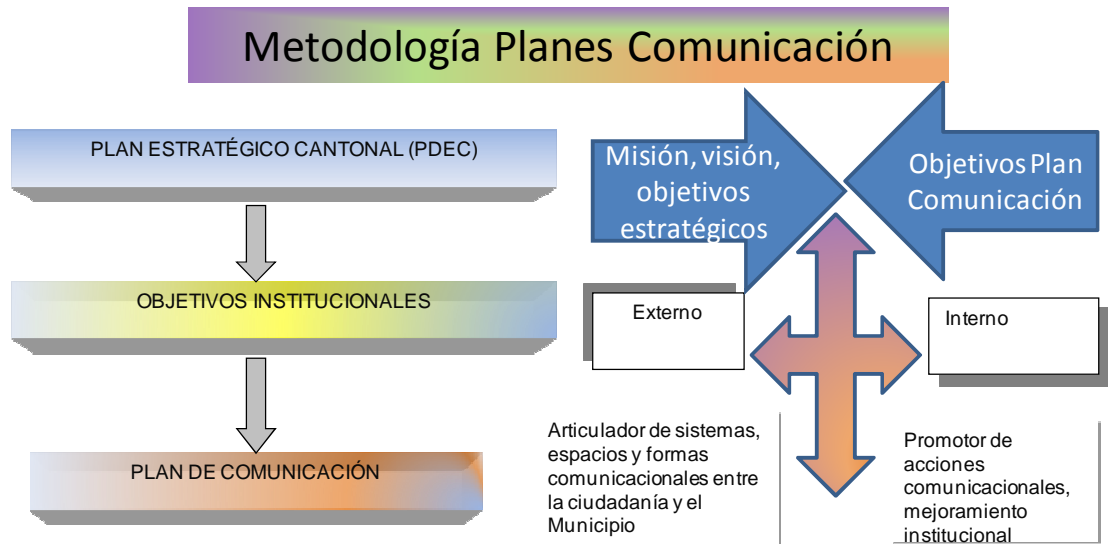 Metodología Planes Comunicación
PLAN ESTRATÉGICO CANTONAL (PDEC)
OBJETIVOS INSTITUCIONALES
PLAN DE COMUNICACIÓN
Misión, visión,
objetivos
estratégicos
Objetivos Plan
Comunicación
Externo
Interno
Articulador de sistemas,
espacios y formas
comunicacionales entre
la ciudadanía y el
Municipio
Promotor de
acciones
comunicacionales,
mejoramiento
institucional